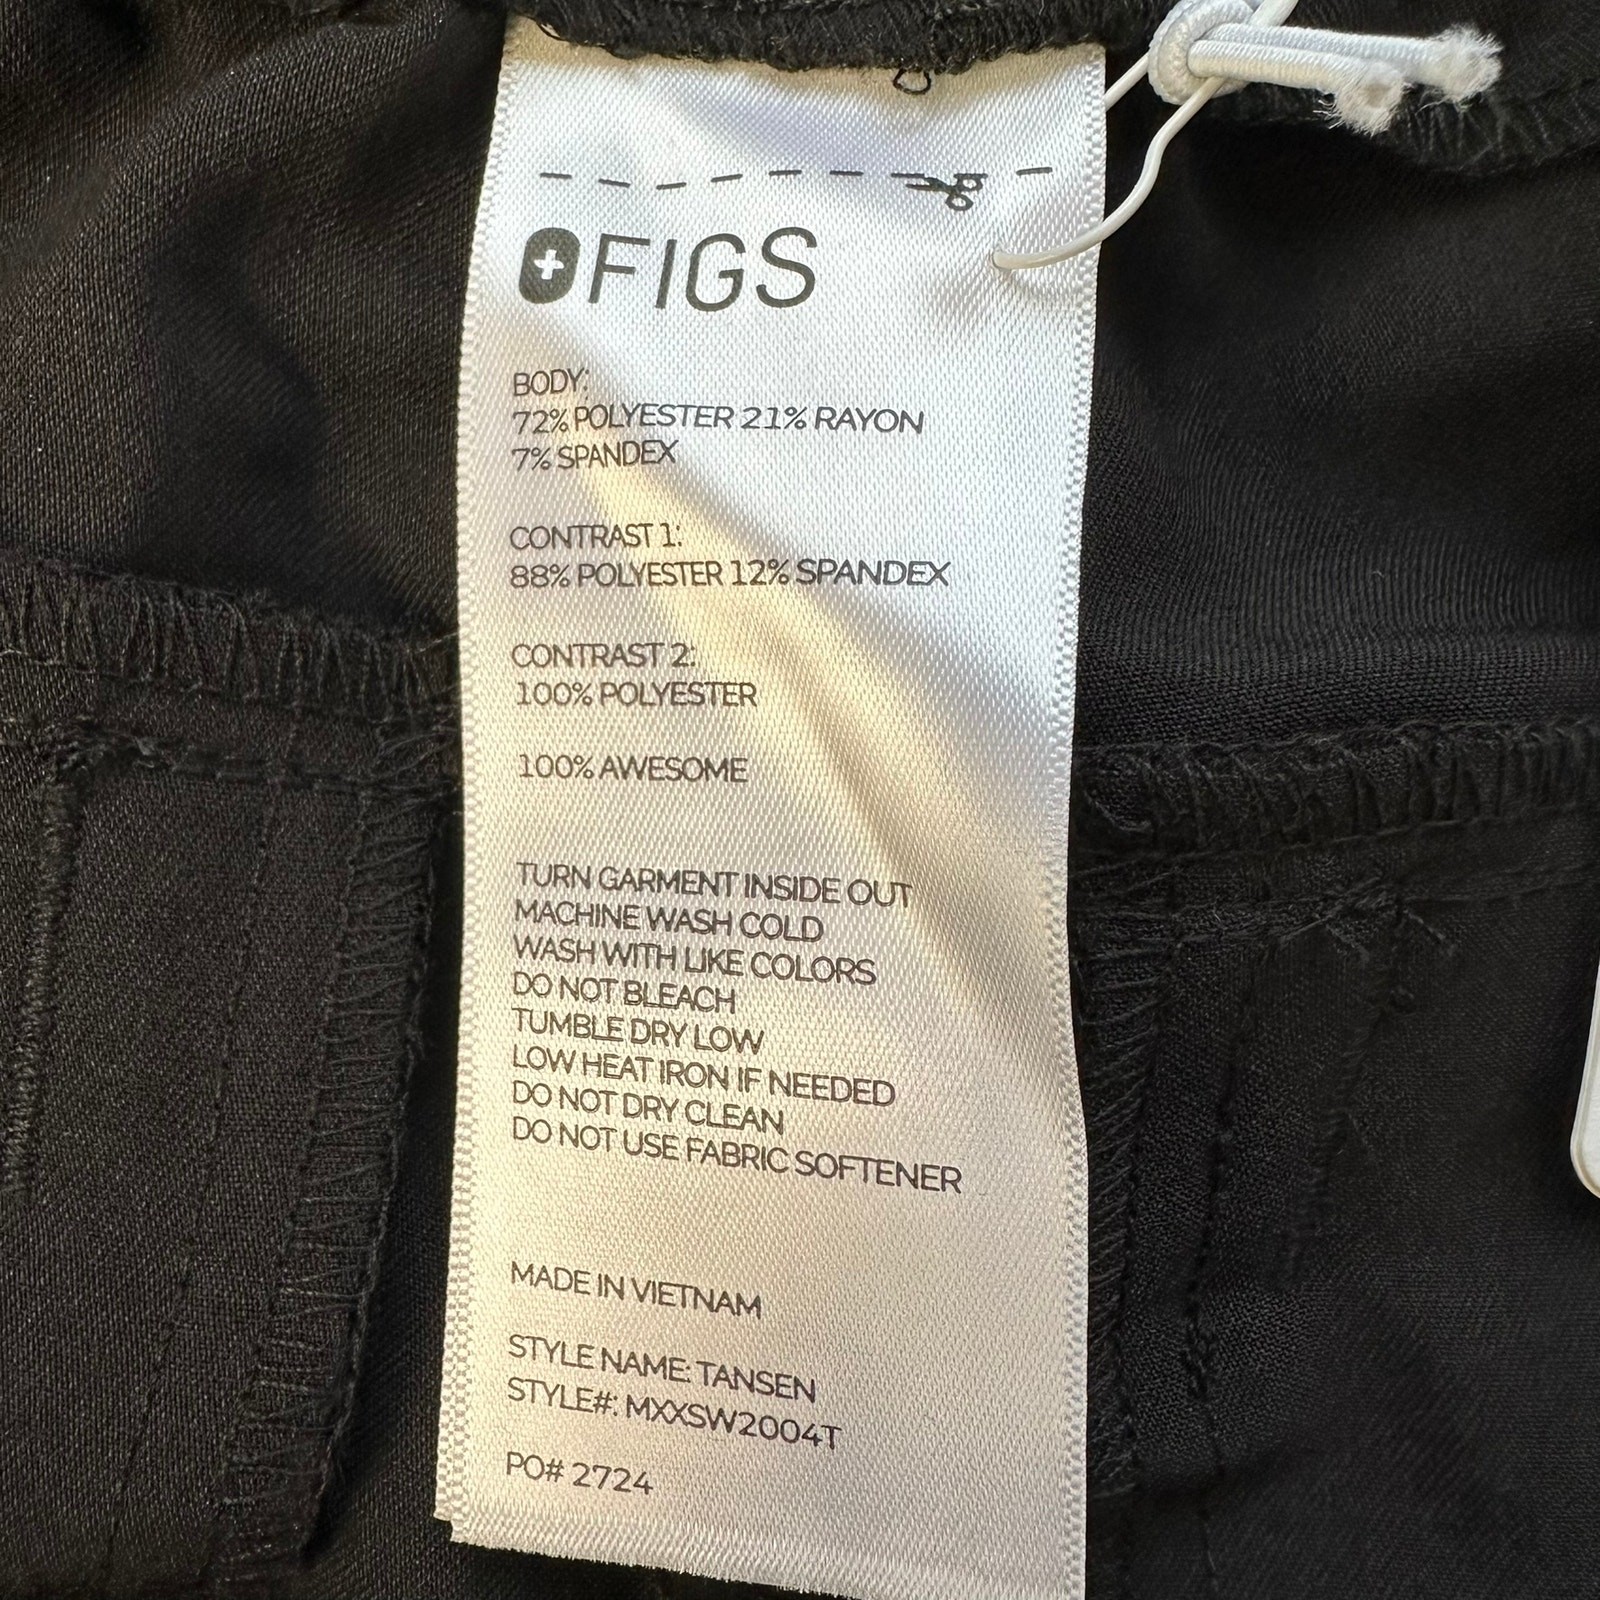 FIGS
BODY:
72% POLYESTER 21% RAYON
7% SPANDEX
CONTRAST 1:
88% POLYESTER 12% SPANDEX
CONTRAST 2:
100% POLYESTER
100% AWESOME
TURN GARMENT INSIDE OUT
MACHINE WASH COLD
WASH WITH LIKE COLORS
DO NOT BLEACH
TUMBLE DRY LOW
LOW HEAT IRON IF NEEDED
DO NOT DRY CLEAN
DO NOT USE FABRIC SOFTENER
MADE IN VIETNAM
STYLE NAME: TANSEN
STYLE#: MXXSW2004T
PO# 2724